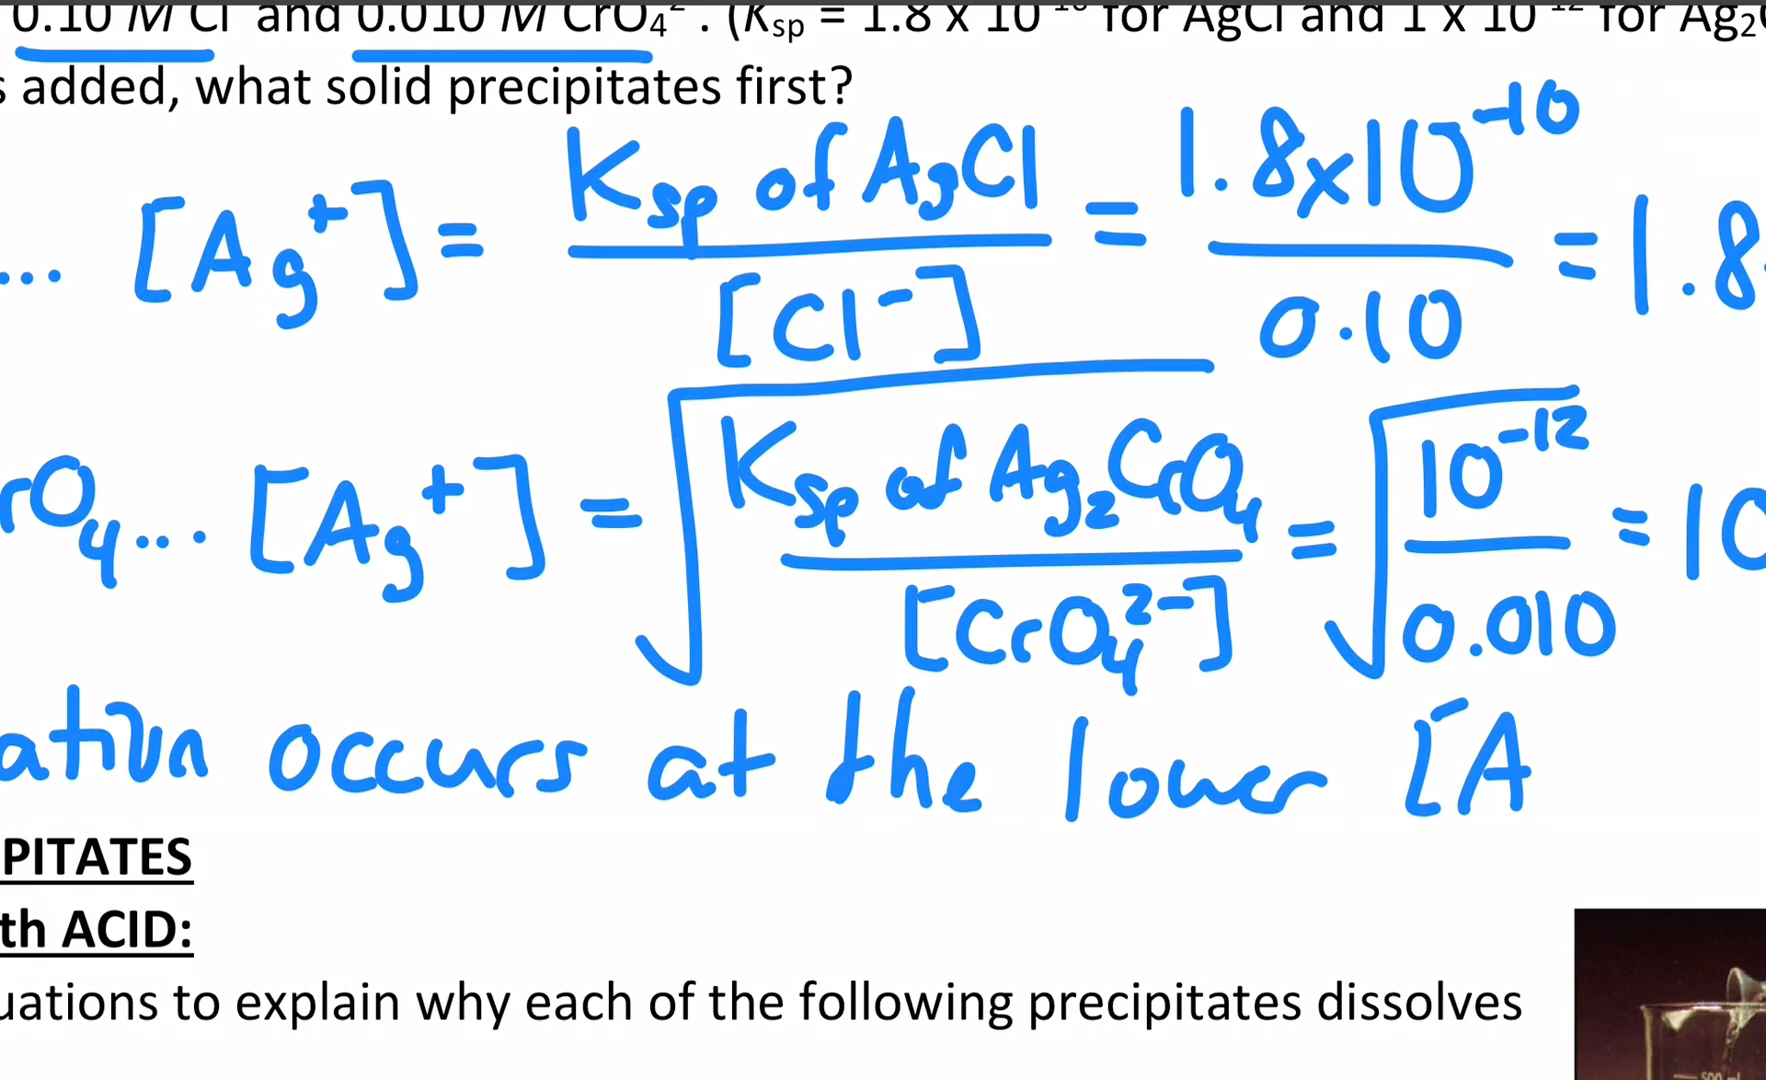 0.10 M Cl⁻ and 0.010 M CrO₄²⁻. (Ksp = 1.8 x 10⁻¹⁰ for AgCl and 1 x 10⁻¹² for Ag₂
s added, what solid precipitates first?
... [Ag⁺] = Ksp of AgCl / [Cl⁻] = 1.8x10⁻¹⁰ / 0.10 = 1.8
rO₄... [Ag⁺] = √(Ksp of Ag₂CrO₄ / [CrO₄²⁻]) = √(10⁻¹² / 0.010) = 10
ation occurs at the lower [A
PITATES
th ACID:
uations to explain why each of the following precipitates dissolves